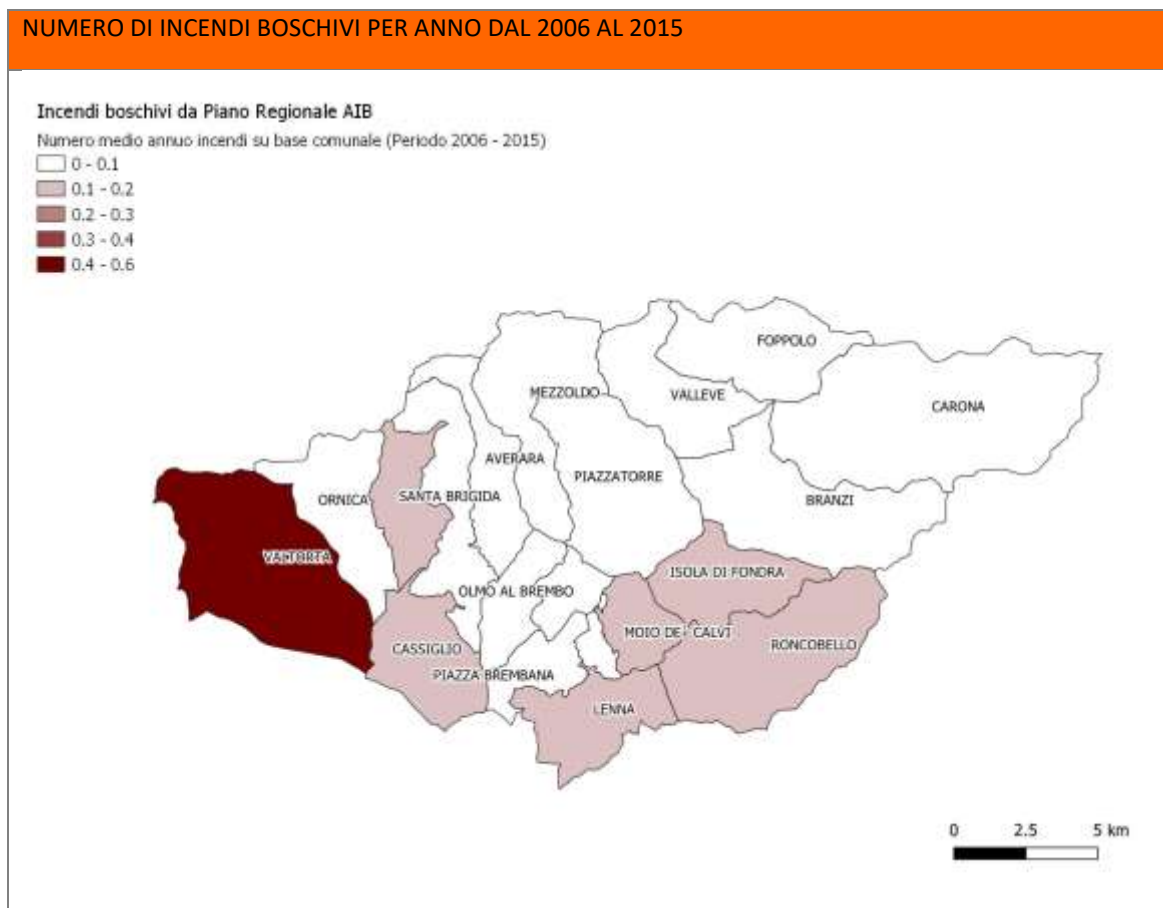 NUMERO DI INCENDI BOSCHIVI PER ANNO DAL 2006 AL 2015
Incendi boschivi da Piano Regionale AIB
Numero medio annuo incendi su base comunale (Periodo 2006 - 2015)
0 - 0.1
0.1 - 0.2
0.2 - 0.3
0.3 - 0.4
0.4 - 0.6
FOPPOLO
MEZZOLDO
VALLEVE
CARONA
AVERARA
PIAZZATORRE
ORNICA
SANTA BRIGIDA
BRANZI
VALTORTA
ISOLA DI FONDRA
OLMO AL BREMBO
MOIO DE' CALVI
CASSIGLIO
RONCOBELLO
PIAZZA BREMBANA
LENNA
0 2.5 5 km